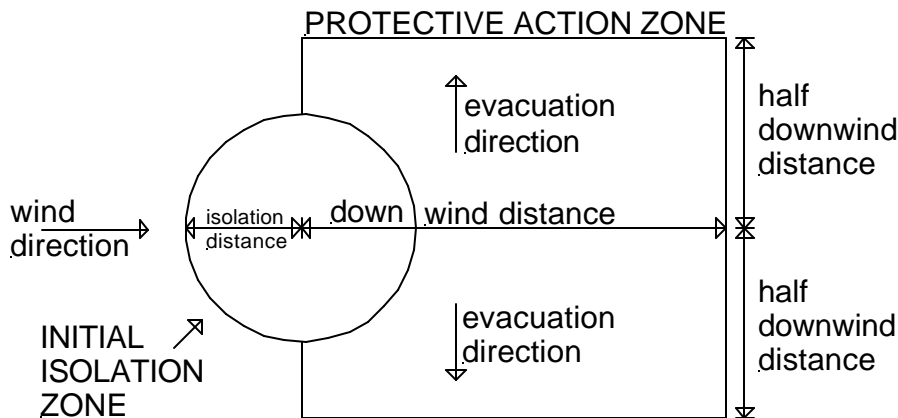 PROTECTIVE ACTION ZONE
evacuation
direction
half
downwind
distance
wind
direction
isolation
distance
down wind distance
evacuation
direction
half
downwind
distance
INITIAL
ISOLATION
ZONE